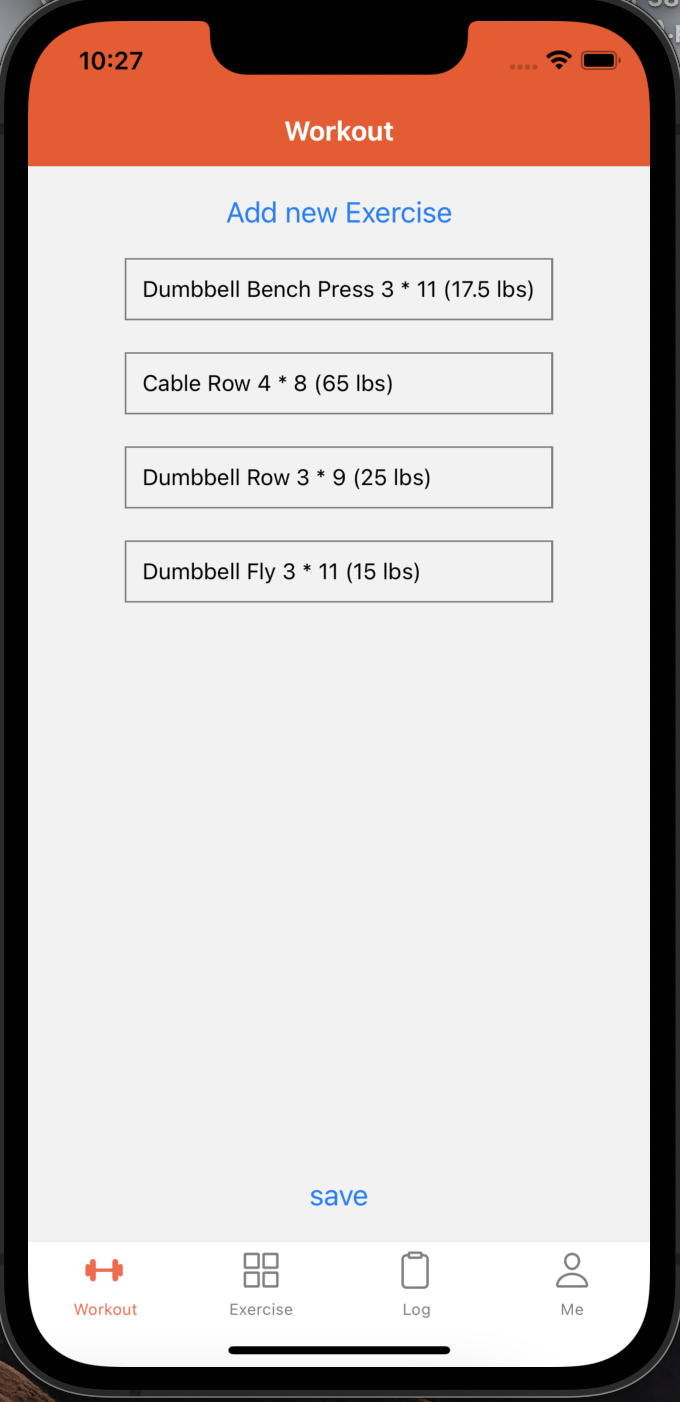 10:27
Workout
Add new Exercise
Dumbbell Bench Press 3 * 11 (17.5 lbs)
Cable Row 4 * 8 (65 lbs)
Dumbbell Row 3 * 9 (25 lbs)
Dumbbell Fly 3 * 11 (15 lbs)
save
Workout
Exercise
Log
Me